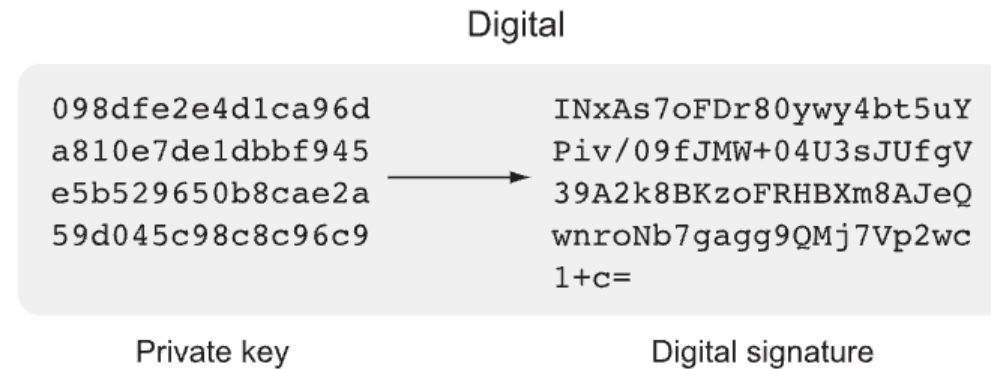 Digital
098dfe2e4d1ca96d
a810e7de1dbbf945
e5b529650b8cae2a
59d045c98c8c96c9
INxAs7oFDr80ywy4bt5uY
Piv/09fJMW+04U3sJUfgV
39A2k8BKzoFRHBXm8AJeQ
wnroNb7gagg9QMj7Vp2wc
1+c=
Private key
Digital signature